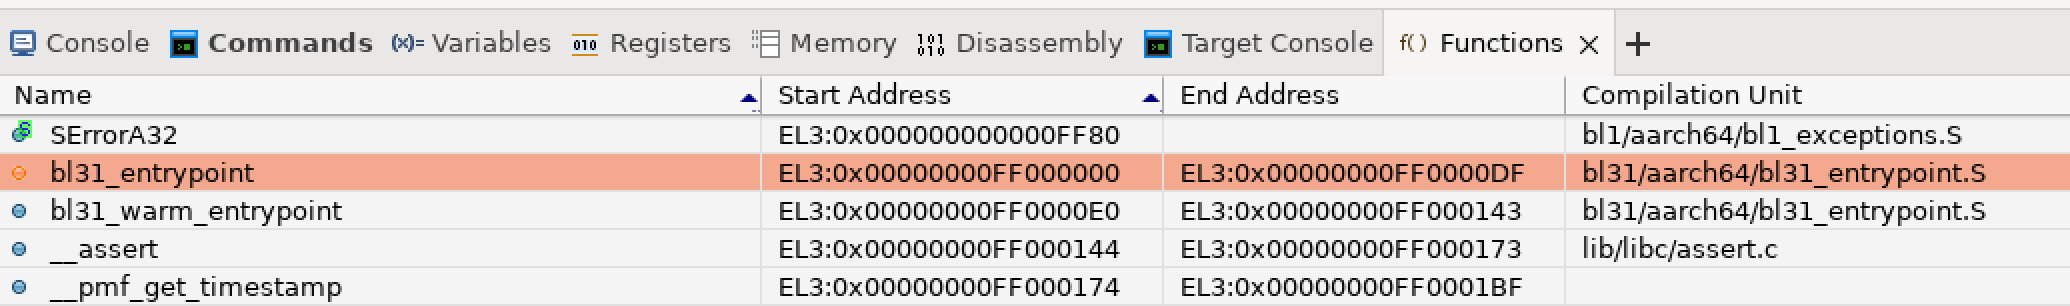 Console Commands (x)= Variables Registers Memory Disassembly Target Console f() Functions
Name Start Address End Address Compilation Unit
SErrorA32 EL3:0x000000000000FF80 bl1/aarch64/bl1_exceptions.S
bl31_entrypoint EL3:0x00000000FF000000 EL3:0x00000000FF0000DF bl31/aarch64/bl31_entrypoint.S
bl31_warm_entrypoint EL3:0x00000000FF0000E0 EL3:0x00000000FF000143 bl31/aarch64/bl31_entrypoint.S
__assert EL3:0x00000000FF000144 EL3:0x00000000FF000173 lib/libc/assert.c
__pmf_get_timestamp EL3:0x00000000FF000174 EL3:0x00000000FF0001BF